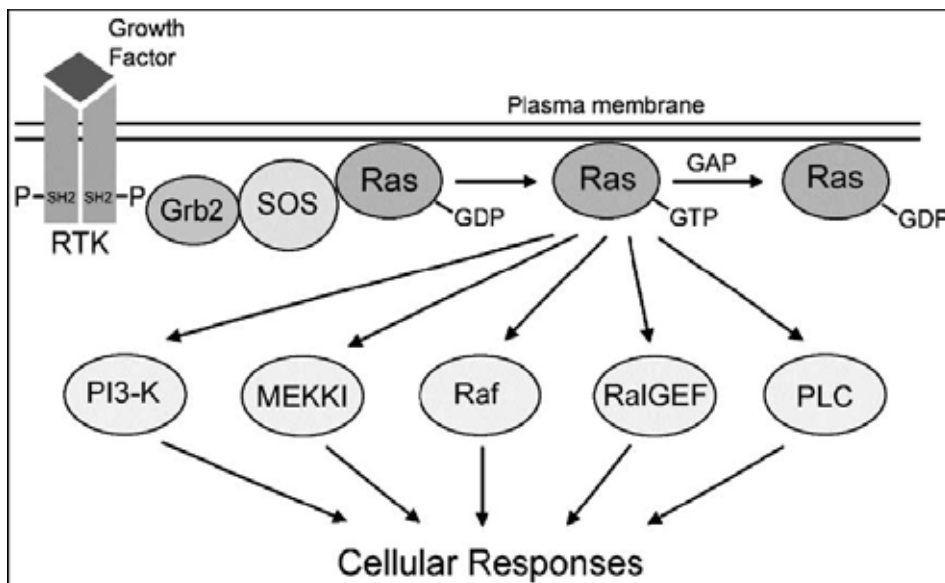 Growth
Factor
Plasma membrane
P SH2 SH2 P
RTK
Grb2
SOS
Ras
GDP
Ras
GTP
GAP
Ras
GDP
PI3-K
MEKKI
Raf
RalGEF
PLC
Cellular Responses